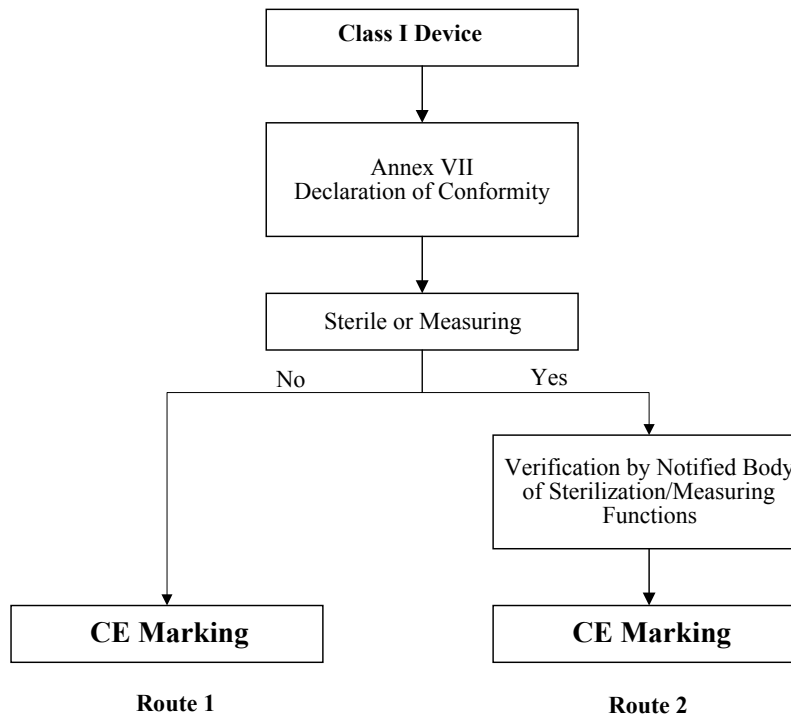 Class I Device
Annex VII
Declaration of Conformity
Sterile or Measuring
No
Yes
Verification by Notified Body
of Sterilization/Measuring
Functions
CE Marking
CE Marking
Route 1
Route 2